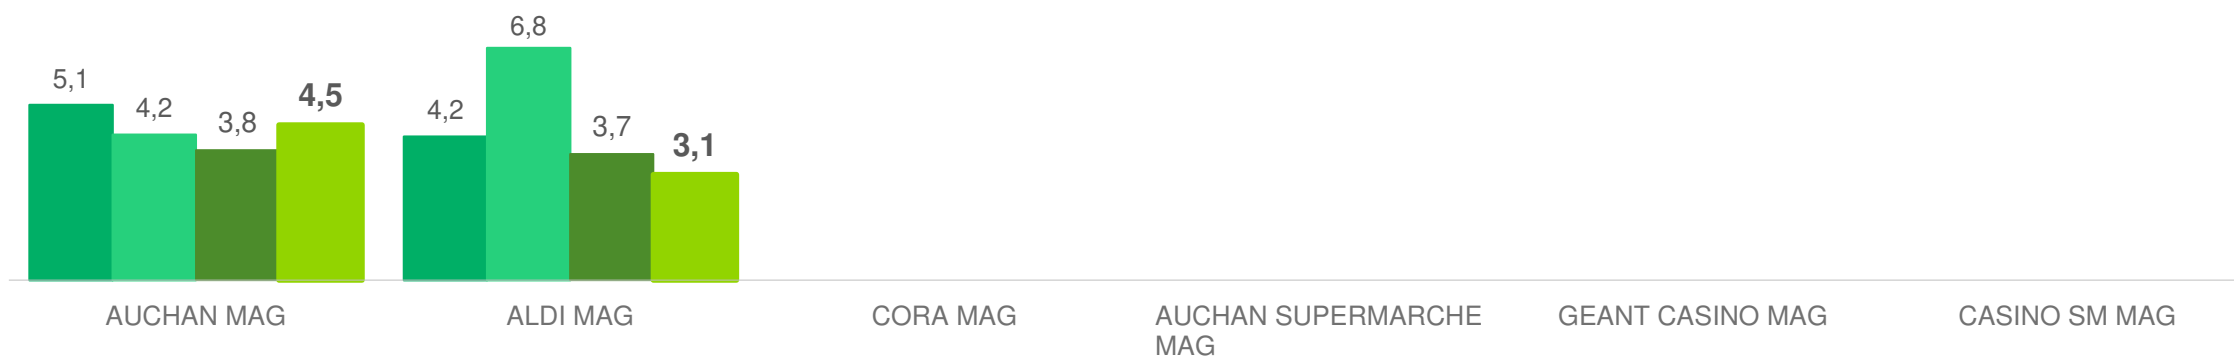 5,1
4,2
3,8
4,5
4,2
6,8
3,7
3,1
AUCHAN MAG
ALDI MAG
CORA MAG
AUCHAN SUPERMARCHE
MAG
GEANT CASINO MAG
CASINO SM MAG